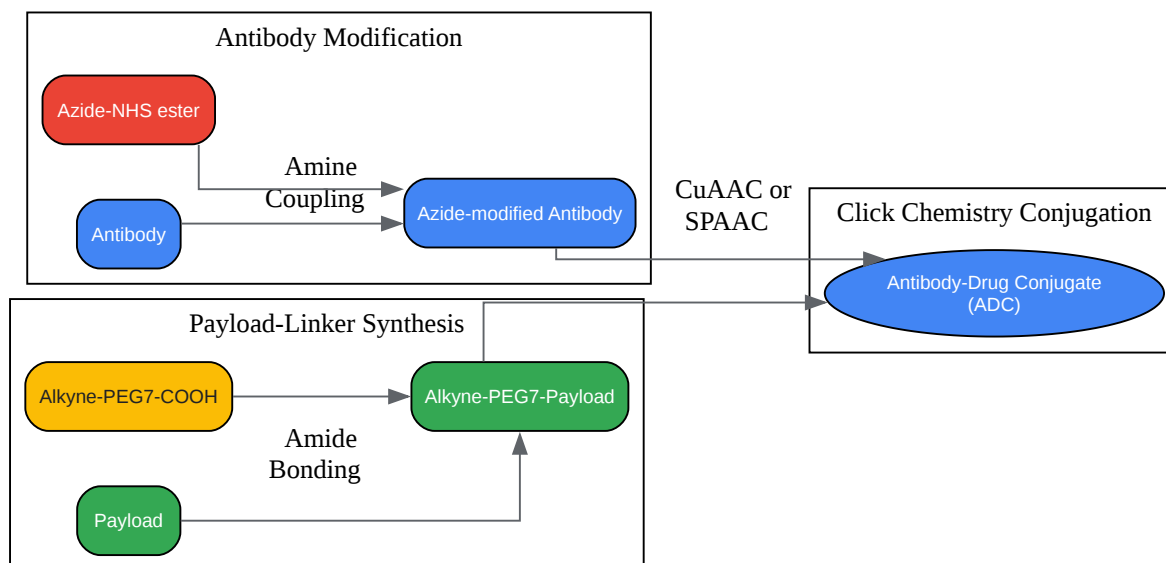 Antibody Modification
Azide-NHS ester
Amine
Coupling
Antibody
Azide-modified Antibody
CuAAC or
SPAAC
Click Chemistry Conjugation
Antibody-Drug Conjugate
(ADC)
Payload-Linker Synthesis
Alkyne-PEG7-COOH
Alkyne-PEG7-Payload
Amide
Bonding
Payload